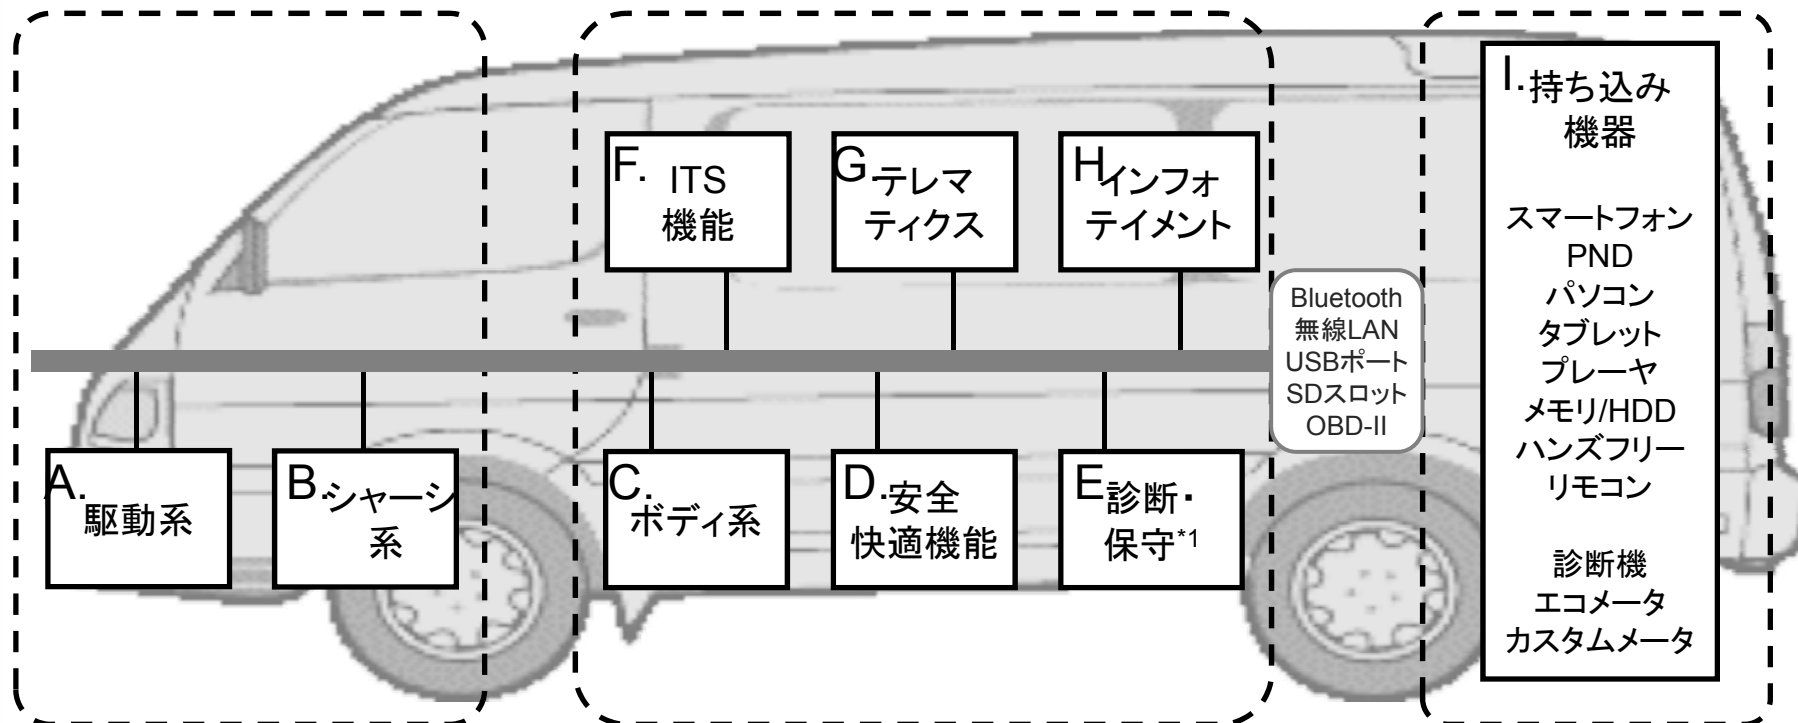 F. ITS
機能
G.テレマ
ティクス
H.インフォ
テイメント
I.持ち込み
機器
スマートフォン
PND
パソコン
タブレット
プレーヤ
メモリ/HDD
ハンズフリー
リモコン
診断機
エコメータ
カスタムメータ
Bluetooth
無線LAN
USBポート
SDスロット
OBD-II
A.
駆動系
B.シャーシ
系
C.
ボディ系
D.安全
快適機能
E.診断・
保守*1